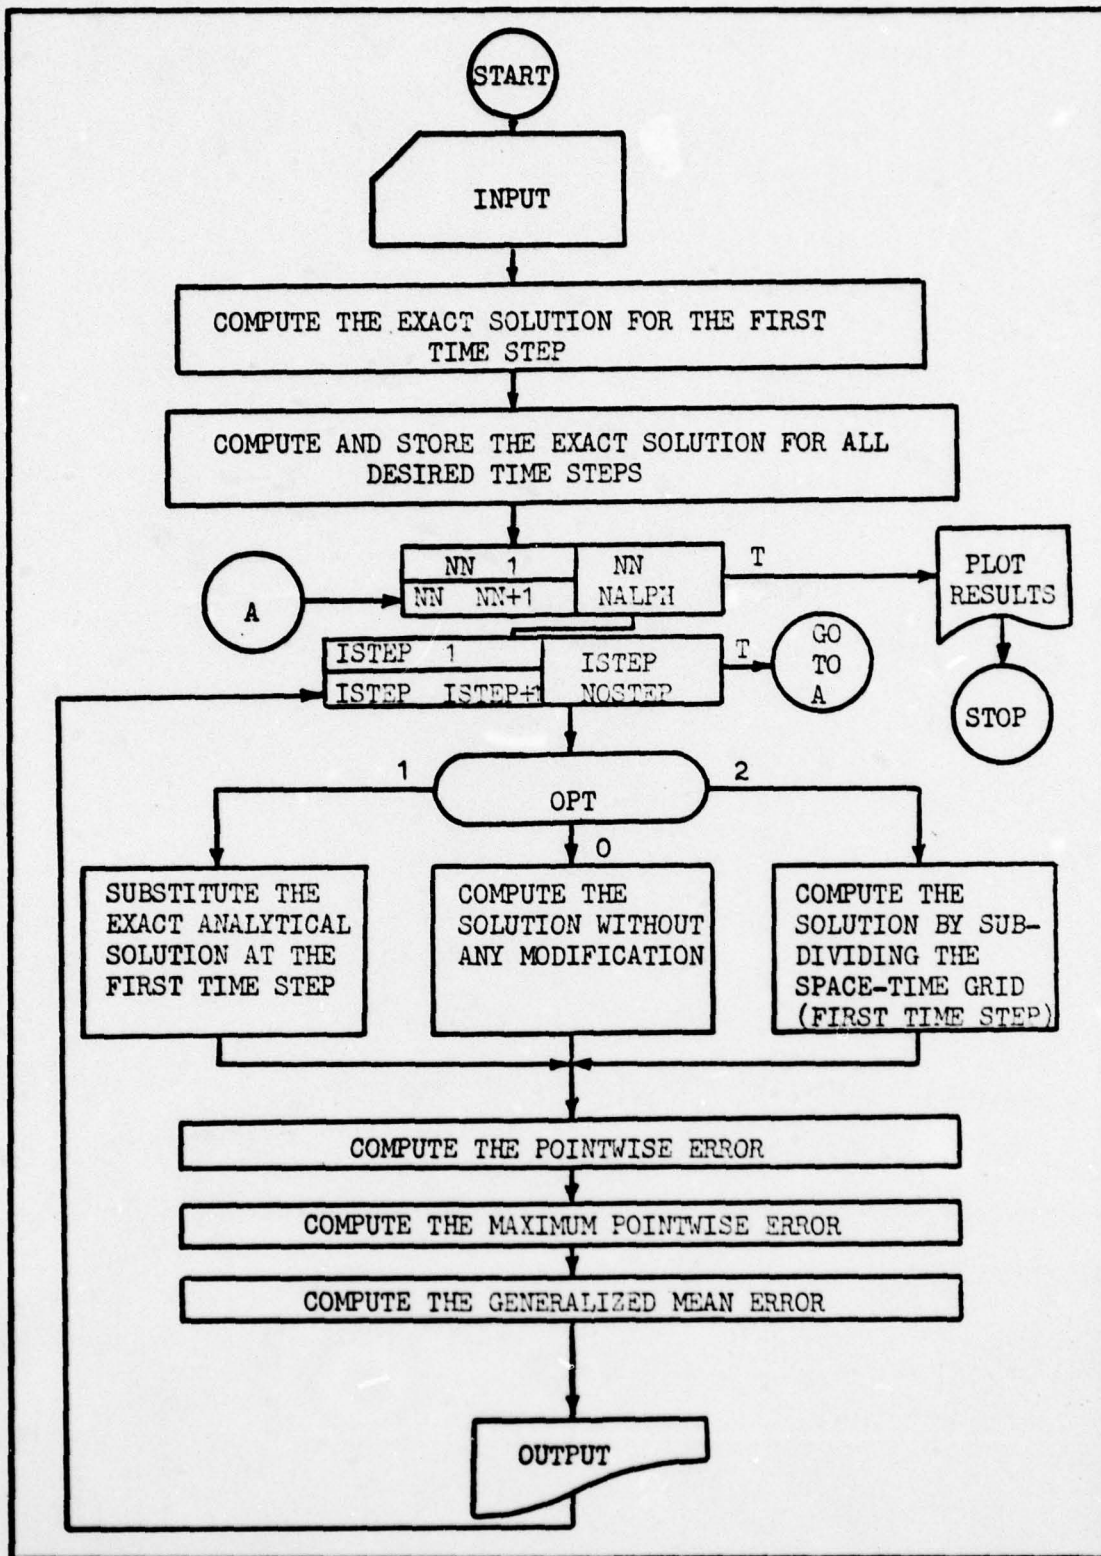 START
INPUT
COMPUTE THE EXACT SOLUTION FOR THE FIRST
TIME STEP
COMPUTE AND STORE THE EXACT SOLUTION FOR ALL
DESIRED TIME STEPS
A
NN 1
NN NN+1
NN
NALPH
T
PLOT
RESULTS
STOP
ISTEP 1
ISTEP ISTEP+1
ISTEP
NOSTEP
T
GO
TO
A
1
OPT
2
0
SUBSTITUTE THE
EXACT ANALYTICAL
SOLUTION AT THE
FIRST TIME STEP
COMPUTE THE
SOLUTION WITHOUT
ANY MODIFICATION
COMPUTE THE
SOLUTION BY SUB-
DIVIDING THE
SPACE-TIME GRID
(FIRST TIME STEP)
COMPUTE THE POINTWISE ERROR
COMPUTE THE MAXIMUM POINTWISE ERROR
COMPUTE THE GENERALIZED MEAN ERROR
OUTPUT